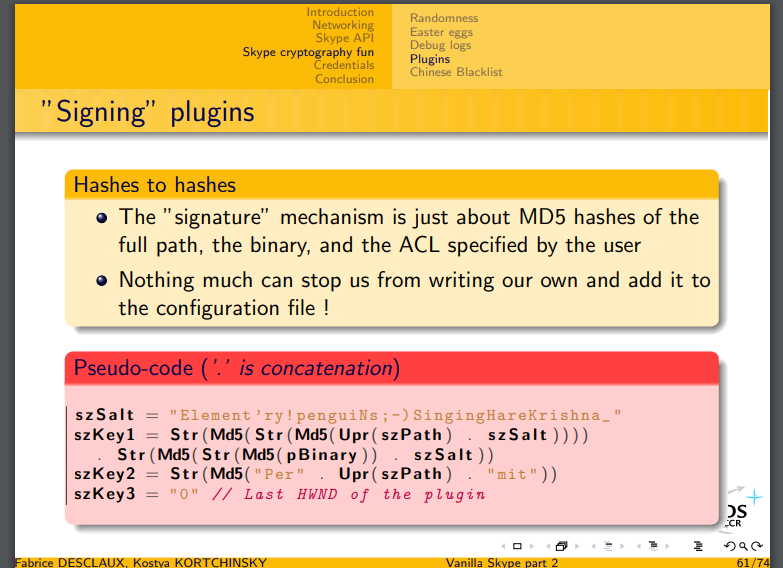 Introduction
Networking
Skype API
Skype cryptography fun
Credentials
Conclusion
Randomness
Easter eggs
Debug logs
Plugins
Chinese Blacklist
"Signing" plugins
Hashes to hashes
The "signature" mechanism is just about MD5 hashes of the
full path, the binary, and the ACL specified by the user
Nothing much can stop us from writing our own and add it to
the configuration file !
Pseudo-code ('.' is concatenation)
szSalt = "Element'ry!penguiNs;-)SingingHareKrishna_"
szKey1 = Str(Md5(Str(Md5(Upr(szPath) . szSalt))))
. Str(Md5(Str(Md5(pBinary)) . szSalt))
szKey2 = Str(Md5("Per" . Upr(szPath) . "mit"))
szKey3 = "0" // Last HWND of the plugin
CR
Fabrice DESCLAUX, Kostya KORTCHINSKY
Vanilla Skype part 2
61/74